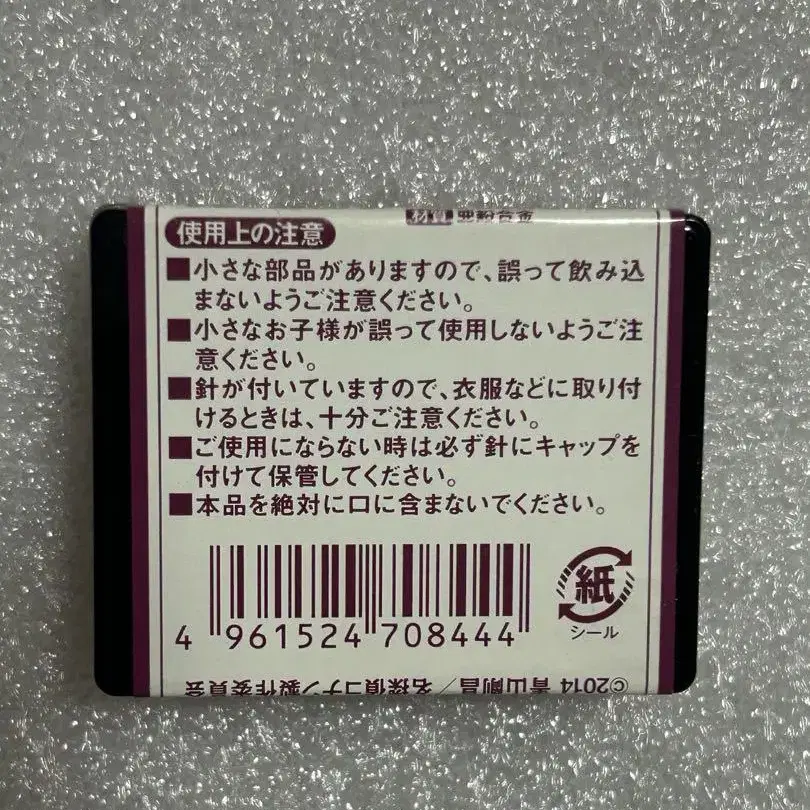 材質 亜鉛合金
使用上の注意
■小さな部品がありますので、誤って飲み込
まないようご注意ください。
■小さなお子様が誤って使用しないようご注
意ください。
■針が付いていますので、衣服などに取り付
けるときは、十分ご注意ください。
■ご使用にならない時は必ず針にキャップを
付けて保管してください。
■本品を絶対に口に含まないでください。
4 961524 708444
紙
シール
©2014 青山剛昌/名探偵コナン製作委員会